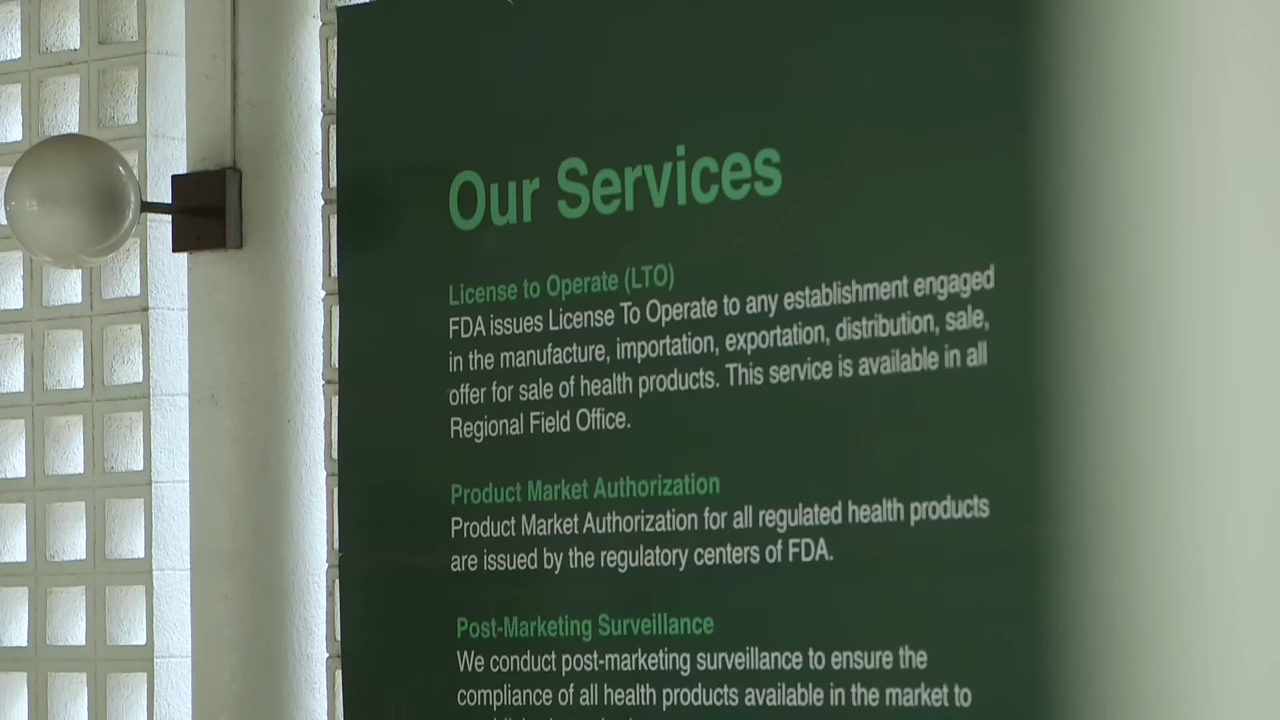 Our Services
License to Operate (LTO)
FDA issues License To Operate to any establishment engaged
in the manufacture, importation, exportation, distribution, sale,
offer for sale of health products. This service is available in all
Regional Field Office.
Product Market Authorization
Product Market Authorization for all regulated health products
are issued by the regulatory centers of FDA.
Post-Marketing Surveillance
We conduct post-marketing surveillance to ensure the
compliance of all health products available in the market to